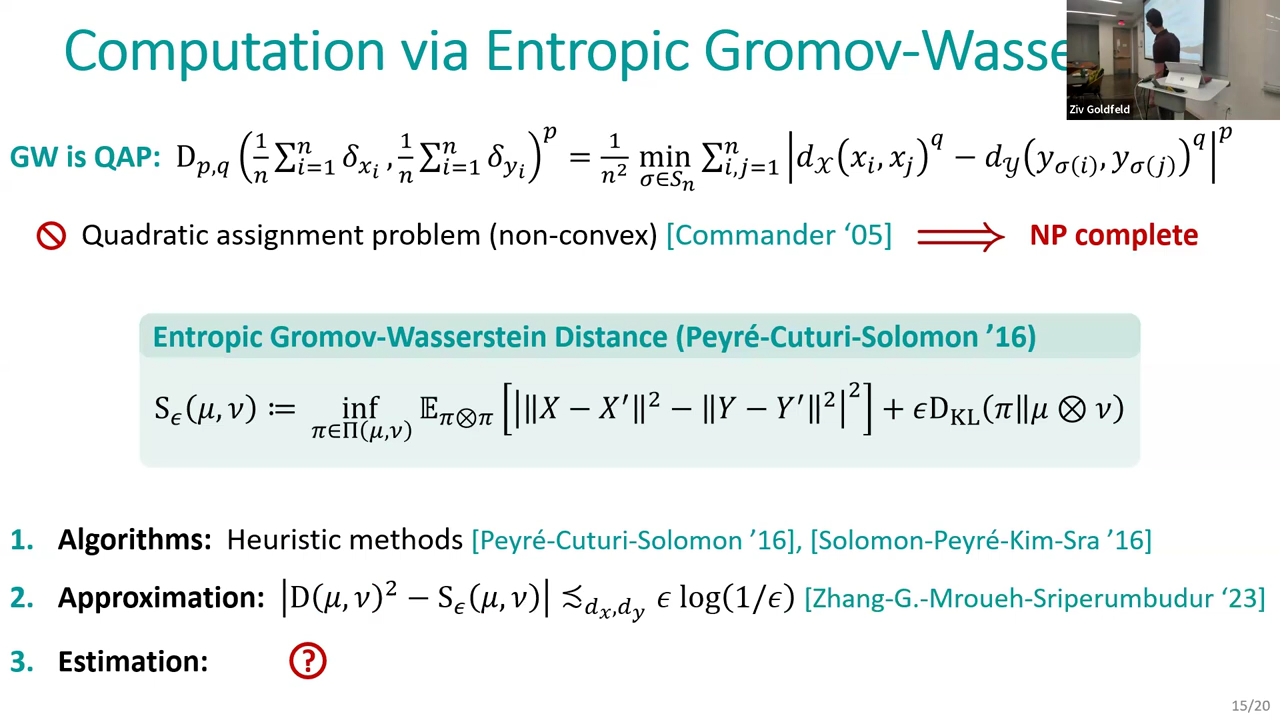 Computation via Entropic Gromov-Wasse
Ziv Goldfeld
GW is QAP: D_{p,q} (1/n ∑_{i=1}^n δ_{x_i}, 1/n ∑_{i=1}^n δ_{y_i})^p = 1/n² min_{σ∈S_n} ∑_{i,j=1}^n |d_𝒳(x_i, x_j)^q − d_𝒴(y_{σ(i)}, y_{σ(j)})^q|^p
Quadratic assignment problem (non-convex) [Commander ‘05] ⟹ NP complete
Entropic Gromov-Wasserstein Distance (Peyré-Cuturi-Solomon ’16)
S_ϵ(μ, ν) ≔ inf_{π∈Π(μ,ν)} 𝔼_{π⊗π} [| ‖X − X′‖² − ‖Y − Y′‖² |²] + ϵD_KL(π‖μ ⊗ ν)
1. Algorithms: Heuristic methods [Peyré-Cuturi-Solomon ’16], [Solomon-Peyré-Kim-Sra ’16]
2. Approximation: |D(μ, ν)² − S_ϵ(μ, ν)| ≲_{d_x,d_y} ϵ log(1/ϵ) [Zhang-G.-Mroueh-Sriperumbudur ‘23]
3. Estimation: ?
15/20